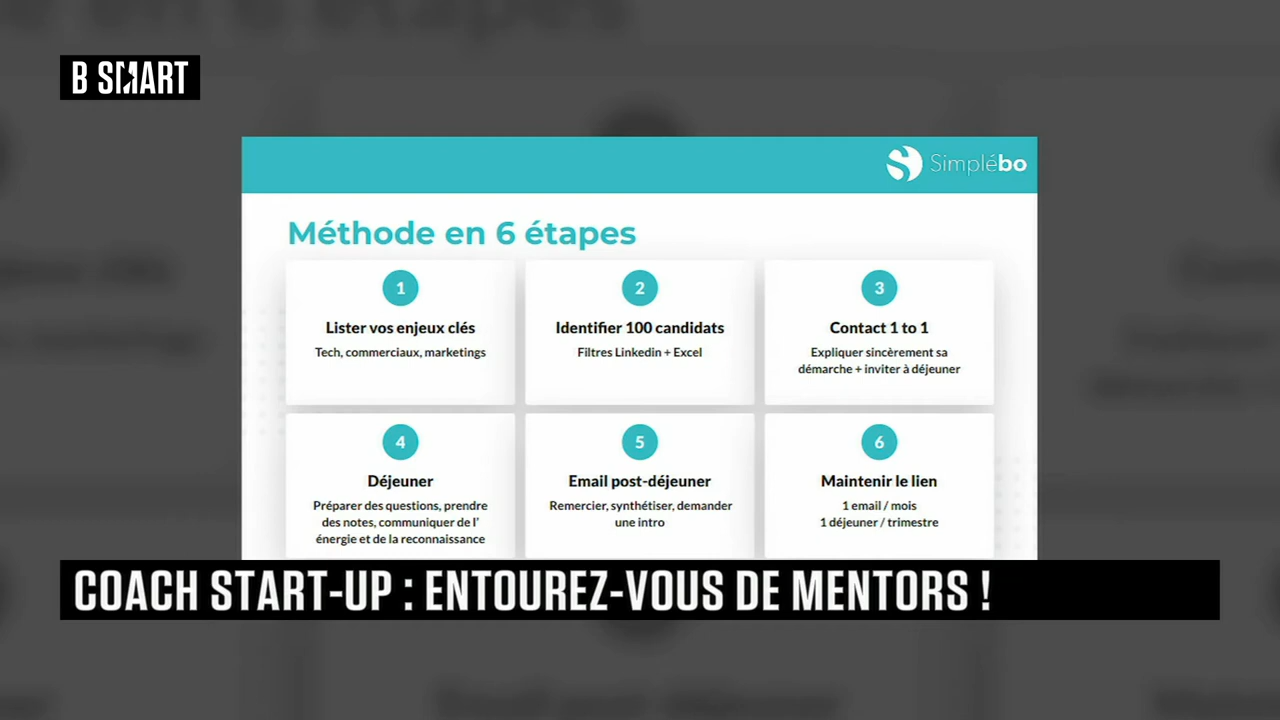 B SMART
Simplébo
Méthode en 6 étapes
1
Lister vos enjeux clés
Tech, commerciaux, marketings
2
Identifier 100 candidats
Filtres Linkedin + Excel
3
Contact 1 to 1
Expliquer sincèrement sa
démarche + inviter à déjeuner
4
Déjeuner
Préparer des questions, prendre
des notes, communiquer de l'
énergie et de la reconnaissance
5
Email post-déjeuner
Remercier, synthétiser, demander
une intro
6
Maintenir le lien
1 email / mois
1 déjeuner / trimestre
COACH START-UP : ENTOUREZ-VOUS DE MENTORS !